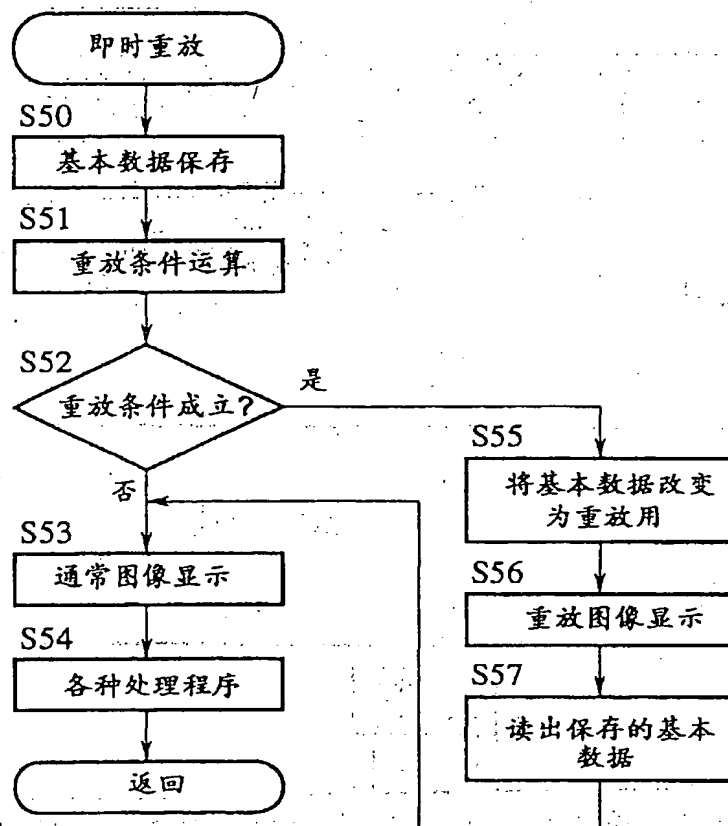 即时重放
S50
基本数据保存
S51
重放条件运算
S52
重放条件成立?
是
否
S53
通常图像显示
S54
各种处理程序
返回
S55
将基本数据改变
为重放用
S56
重放图像显示
S57
读出保存的基本
数据